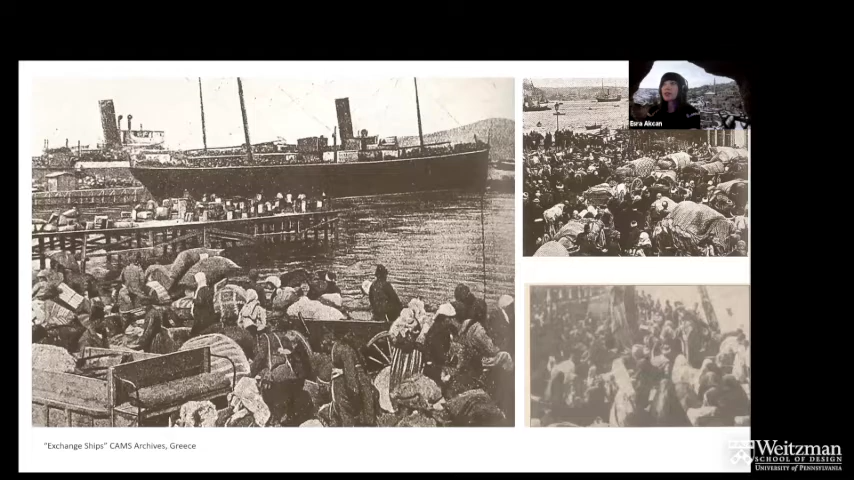 Esra Akcan
"Exchange Ships" CAMS Archives, Greece
Weitzman
SCHOOL OF DESIGN
UNIVERSITY of PENNSYLVANIA